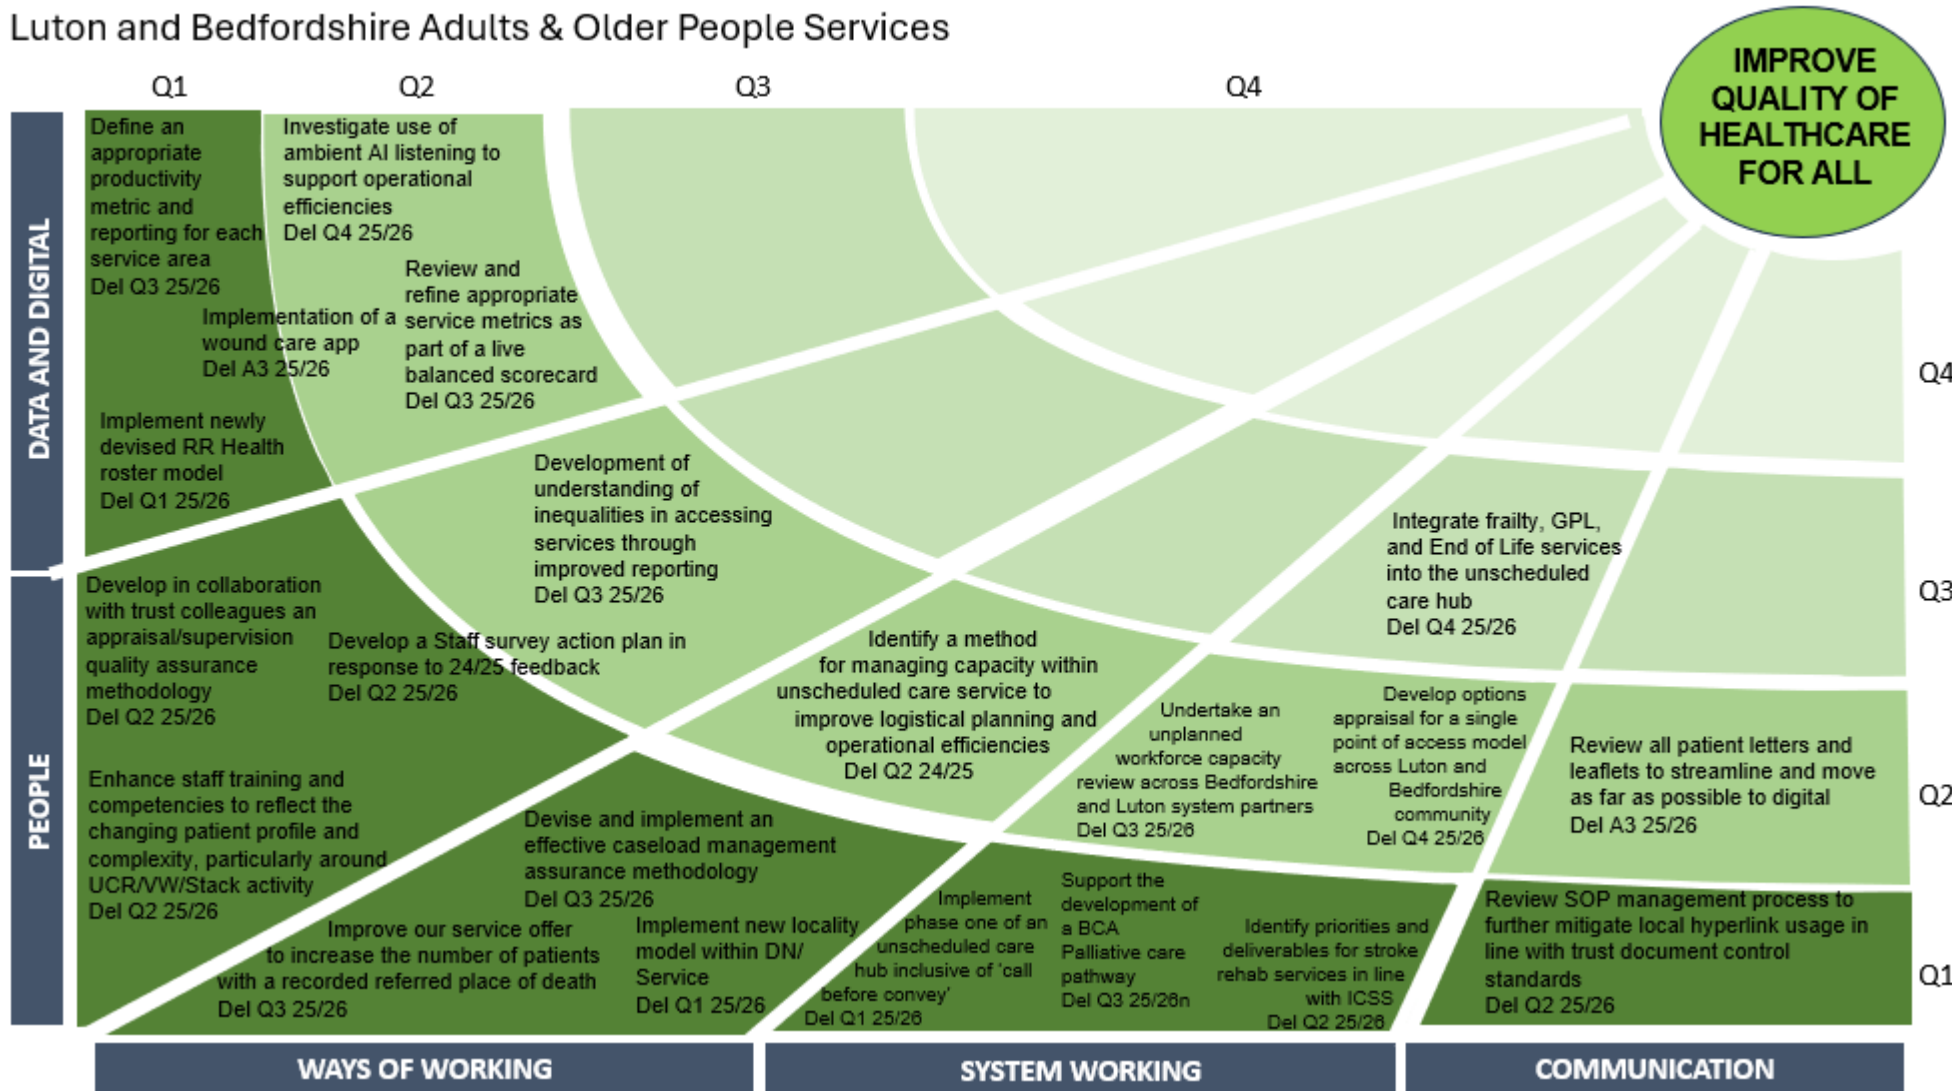 Luton and Bedfordshire Adults & Older People Services
IMPROVE
QUALITY OF
HEALTHCARE
FOR ALL
Q1
Q2
Q3
Q4
DATA AND DIGITAL
Define an
appropriate
productivity
metric and
reporting for each
service area
Del Q3 25/26
Investigate use of
ambient AI listening to
support operational
efficiencies
Del Q4 25/26
Implementation of a
wound care app
Del A3 25/26
Review and
refine appropriate
service metrics as
part of a live
balanced scorecard
Del Q3 25/26
Implement newly
devised RR Health
roster model
Del Q1 25/26
PEOPLE
Develop in collaboration
with trust colleagues an
appraisal/supervision
quality assurance
methodology
Del Q2 25/26
Development of
understanding of
inequalities in accessing
services through
improved reporting
Del Q3 25/26
Develop a Staff survey action plan in
response to 24/25 feedback
Del Q2 25/26
Enhance staff training and
competencies to reflect the
changing patient profile and
complexity, particularly around
UCR/VW/Stack activity
Del Q2 25/26
Identify a method
for managing capacity within
unscheduled care service to
improve logistical planning and
operational efficiencies
Del Q2 24/25
Devise and implement an
effective caseload management
assurance methodology
Del Q3 25/26
Improve our service offer
to increase the number of patients
with a recorded referred place of death
Del Q3 25/26
Implement new locality
model within DN/
Service
Del Q1 25/26
Integrate frailty, GPL,
and End of Life services
into the unscheduled
care hub
Del Q4 25/26
Undertake an
unplanned
workforce capacity
review across Bedfordshire
and Luton system partners
Del Q3 25/26
Develop options
appraisal for a single
point of access model
across Luton and
Bedfordshire
community
Del Q4 25/26
Implement
phase one of an
unscheduled care
hub inclusive of 'call
before convey'
Del Q1 25/26
Support the
development of
a BCA
Palliative care
pathway
Del Q3 25/26n
Identify priorities and
deliverables for stroke
rehab services in line
with ICSS
Del Q2 25/26
Review all patient letters and
leaflets to streamline and move
as far as possible to digital
Del A3 25/26
Review SOP management process to
further mitigate local hyperlink usage in
line with trust document control
standards
Del Q2 25/26
Q4
Q3
Q2
Q1
WAYS OF WORKING
SYSTEM WORKING
COMMUNICATION